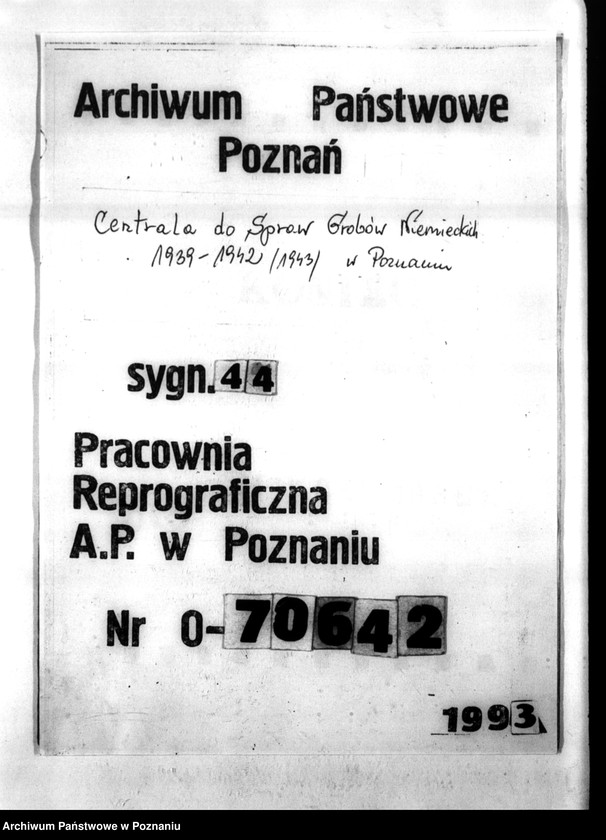 Archiwum Państwowe
Poznań
Centrala do Spraw Grobów Niemieckich
1939-1942 /1943/ w Poznaniu
sygn. 44
Pracownia
Reprograficzna
A.P. w Poznaniu
Nr O-70642
1993
Archiwum Państwowe w Poznaniu